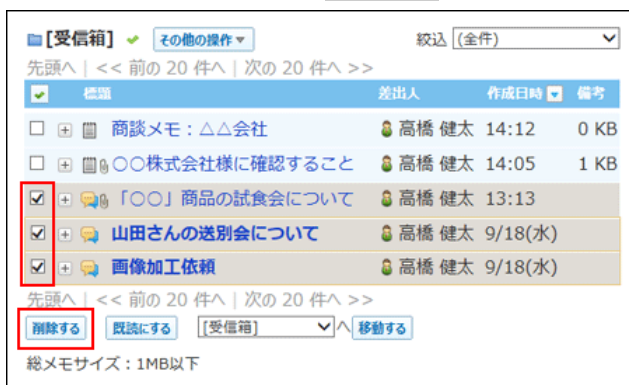 [受信箱] その他の操作▼ 絞込 (全件)
先頭へ | << 前の 20 件へ | 次の 20 件へ >>
標題 差出人 作成日時 備考
商談メモ：△△会社 高橋 健太 14:12 0 KB
〇〇株式会社様に確認すること 高橋 健太 14:05 1 KB
「〇〇」商品の試食会について 高橋 健太 13:13
山田さんの送別会について 高橋 健太 9/18(水)
画像加工依頼 高橋 健太 9/18(水)
先頭へ | << 前の 20 件へ | 次の 20 件へ >>
削除する 既読にする [受信箱] へ 移動する
総メモサイズ：1MB以下